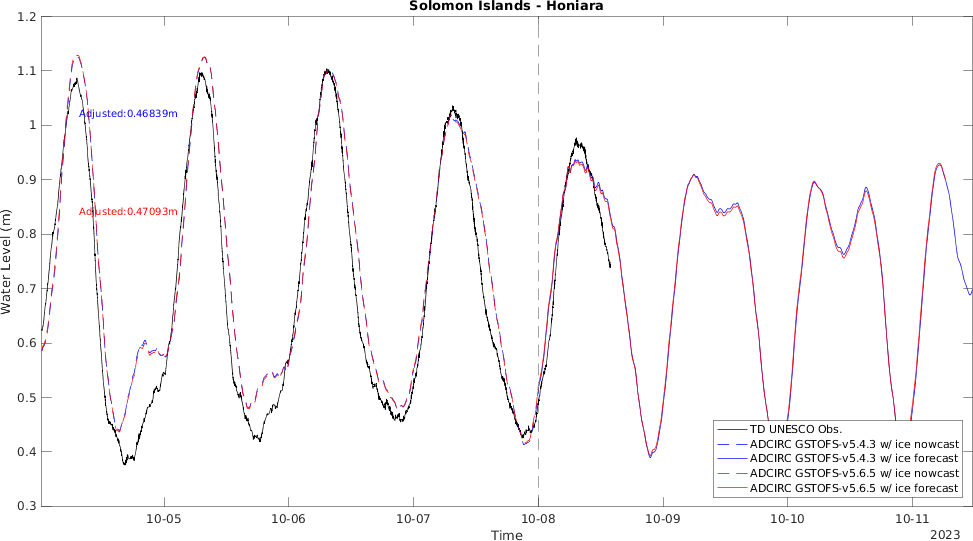 Solomon Islands - Honiara
1.2
1.1
1
0.9
0.8
0.7
0.6
0.5
0.4
0.3
Water Level (m)
Adjusted:0.46839m
Adjusted:0.47093m
TD UNESCO Obs.
ADCIRC GSTOFS-v5.4.3 w/ ice nowcast
ADCIRC GSTOFS-v5.4.3 w/ ice forecast
ADCIRC GSTOFS-v5.6.5 w/ ice nowcast
ADCIRC GSTOFS-v5.6.5 w/ ice forecast
10-05 10-06 10-07 10-08 10-09 10-10 10-11
Time
2023